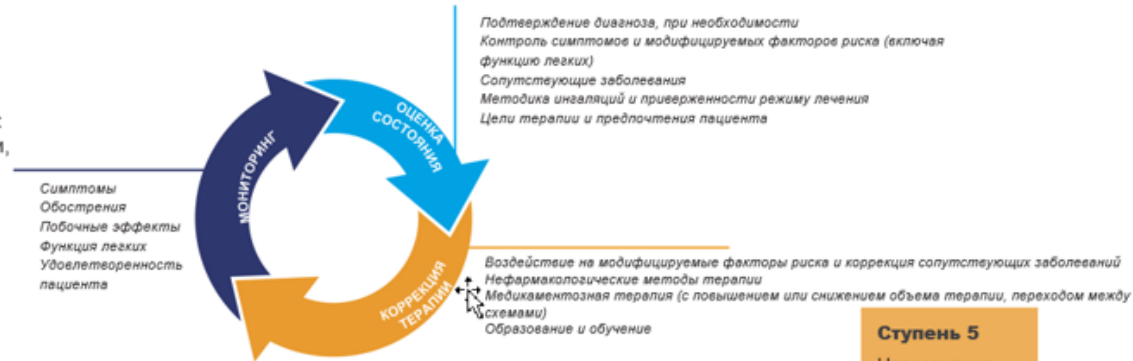 Подтверждение диагноза, при необходимости
Контроль симптомов и модифицируемых факторов риска (включая
функцию легких)
Сопутствующие заболевания
Методика ингаляций и приверженности режиму лечения
Цели терапии и предпочтения пациента
ОЦЕНКА
СОСТОЯНИЯ
МОНИТОРИНГ
Симптомы
Обострения
Побочные эффекты
Функция легких
Удовлетворенность
пациента
КОРРЕКЦИЯ
ТЕРАПИИ
Воздействие на модифицируемые факторы риска и коррекция сопутствующих заболеваний
Нефармакологические методы терапии
Медикаментозная терапия (с повышением или снижением объема терапии, переходом между
схемами)
Образование и обучение
Ступень 5